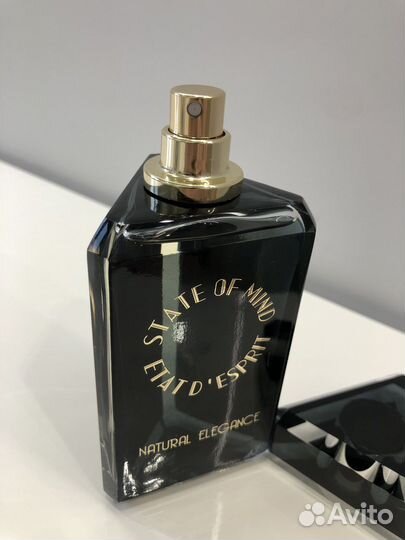 STATE OF MIND
ETAT D'ESPRIT
NATURAL ELEGANCE
Avito